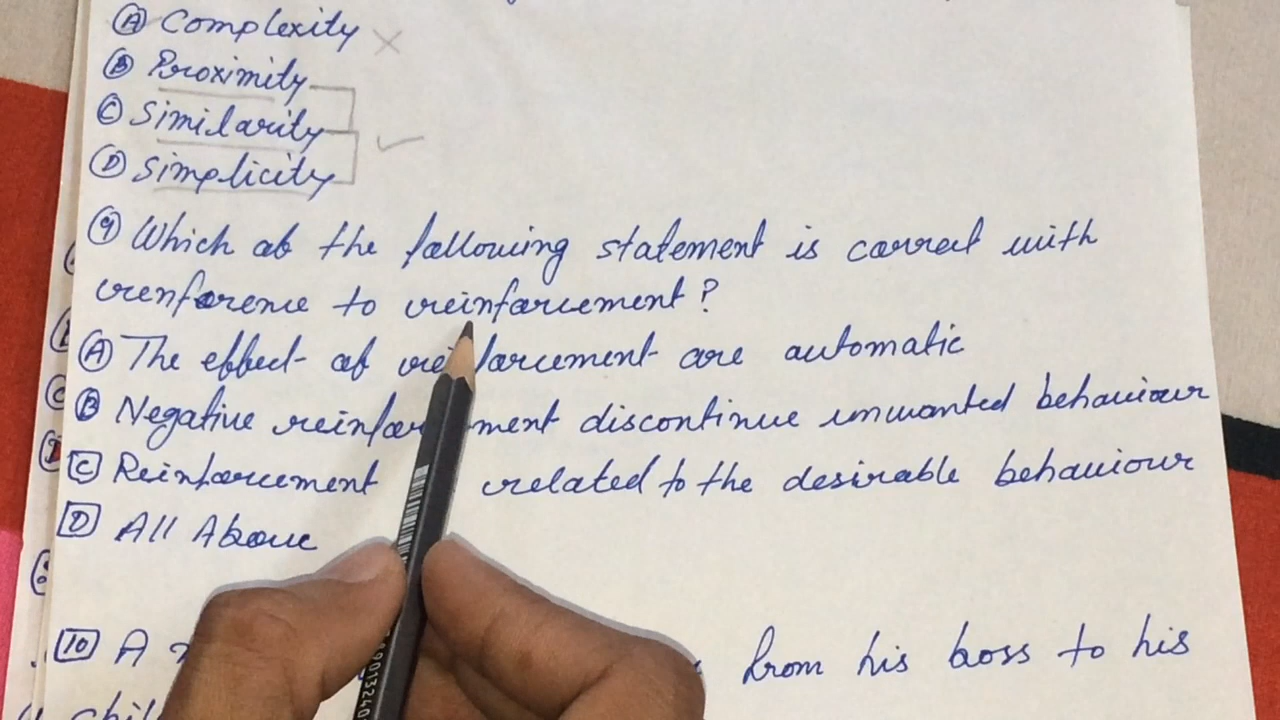 Ⓐ Complexity ×
Ⓑ Proximity
Ⓒ Similarity ✓
Ⓓ Simplicity
⑨ Which of the following statement is correct with
renforence to reinforcement?
Ⓐ The effect of reinforcement are automatic
Ⓑ Negative reinforcement discontinue unwanted behaviour
C Reinforcement related to the desirable behaviour
D All Above
10 A from his boss to his